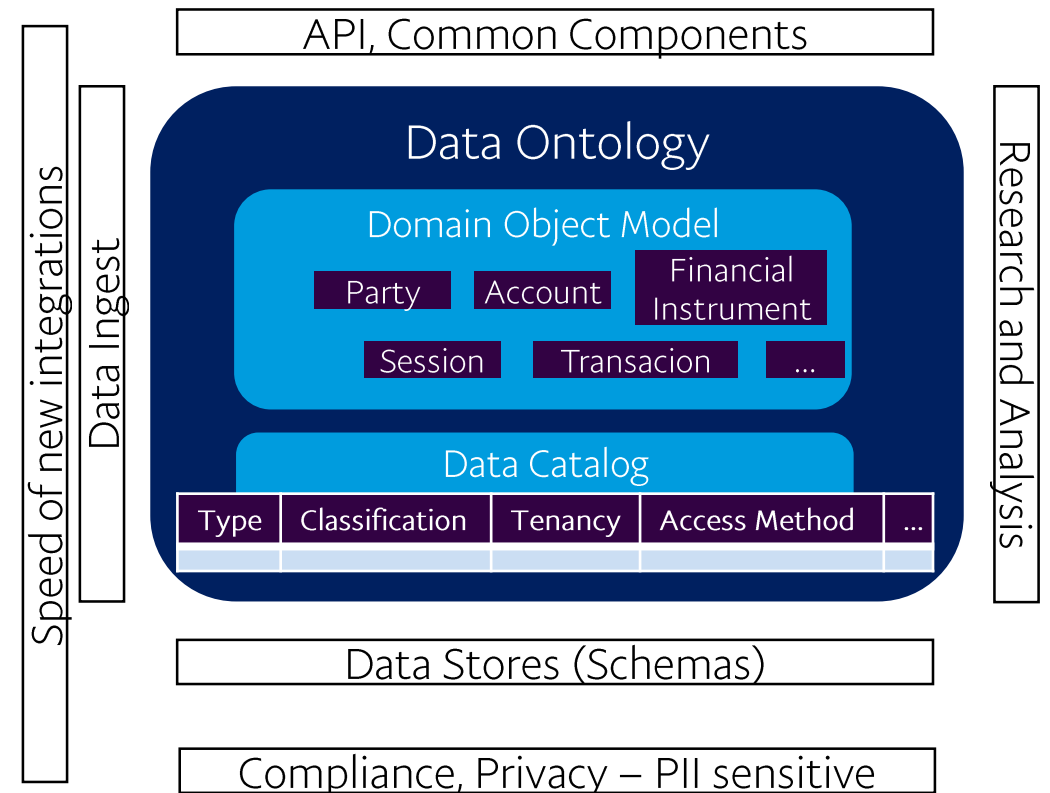 API, Common Components
Speed of new integrations
Data Ingest
Data Ontology
Domain Object Model
Party
Account
Financial
Instrument
Session
Transacion
...
Data Catalog
Type
Classification
Tenancy
Access Method
...
Research and Analysis
Data Stores (Schemas)
Compliance, Privacy – PII sensitive